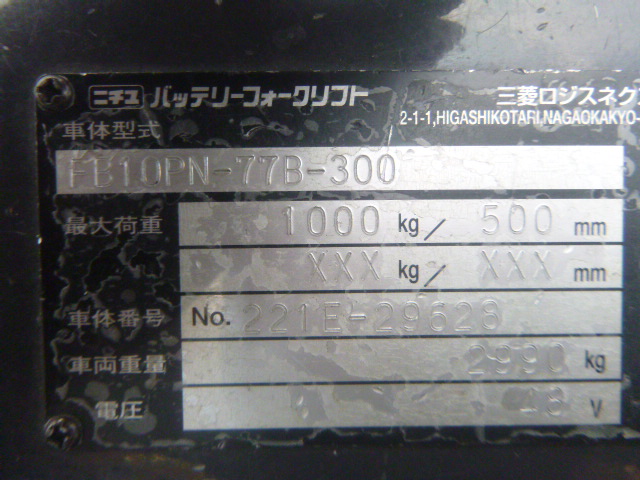 ニチユ バッテリーフォークリフト 三菱ロジスネク
2-1-1,HIGASHIKOTARI,NAGAOKAKYO-
車体型式
FB10PN-77B-300
最大荷重 1000 kg/ 500 mm
XXX kg/ XXX mm
車体番号 No. 221E-29628
車両重量 2990 kg
電圧 48 V